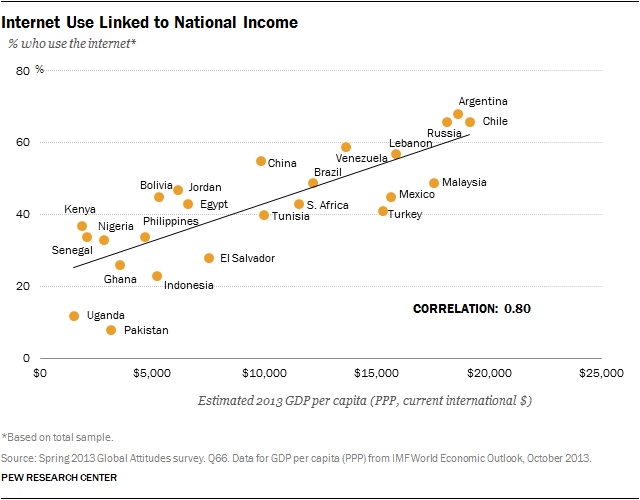 Internet Use Linked to National Income
% who use the internet*
80 %
Argentina
Chile
Russia
60
Lebanon
Venezuela
China
Brazil
Malaysia
Bolivia
Jordan
Mexico
Egypt
S. Africa
Kenya
40
Tunisia
Turkey
Philippines
Nigeria
Senegal
El Salvador
Ghana
Indonesia
20
CORRELATION: 0.80
Uganda
Pakistan
0
$0 $5,000 $10,000 $15,000 $20,000 $25,000
Estimated 2013 GDP per capita (PPP, current international $)
*Based on total sample.
Source: Spring 2013 Global Attitudes survey. Q66. Data for GDP per capita (PPP) from IMF World Economic Outlook, October 2013.
PEW RESEARCH CENTER